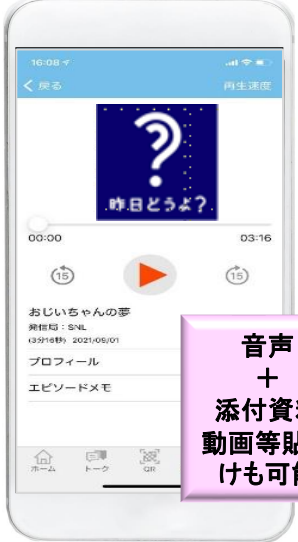 16:08
戻る
再生速度
?
昨日どうよ?
00:00
03:16
15
15
おじいちゃんの夢
発信局：SNL
(3分16秒) 2021/09/01
プロフィール
エピソードメモ
音声
＋
添付資
動画等貼
けも可
ホーム
トーク
QR